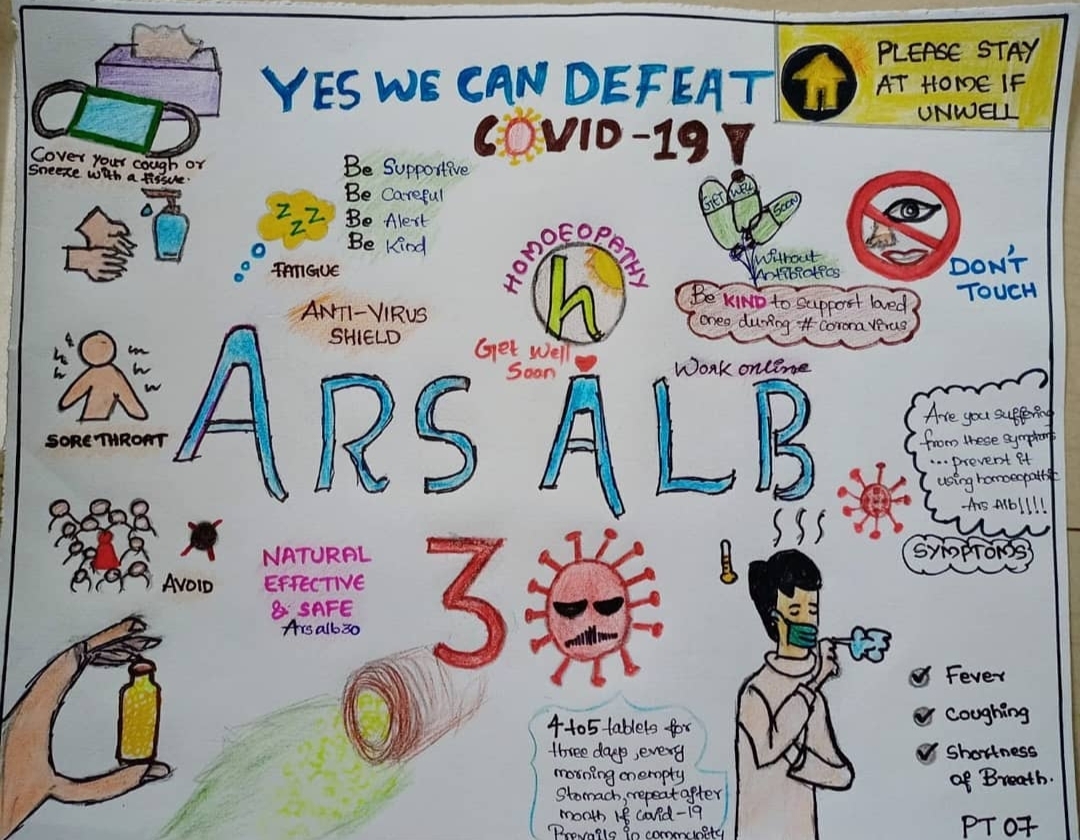 YES WE CAN DEFEAT
COVID-19
PLEASE STAY
AT HOME IF
UNWELL
Cover your cough or
Sneeze with a tissue.
Be Supportive
Be Careful
Be Alert
Be Kind
ZZZ
FATIGUE
HOMOEOPATHY
h
GET WELL SOON
Without
Antibiotics
DON'T
TOUCH
Be KIND to support loved
ones during # corona virus
ANTI-VIRUS
SHIELD
Get Well
Soon
Work online
SORE THROAT
ARS ALB
Are you suffering
from these symptoms
... prevent it
using homoeopathic
Ars Alb!!!!
SYMPTOMS
AVOID
NATURAL
EFFECTIVE
& SAFE
Arsalb30
30
Fever
Coughing
Shortness
of Breath.
4 to 5 tablets for
three days, every
morning on empty
Stomach, repeat after
month if covid-19
Prevails in community
PT 07